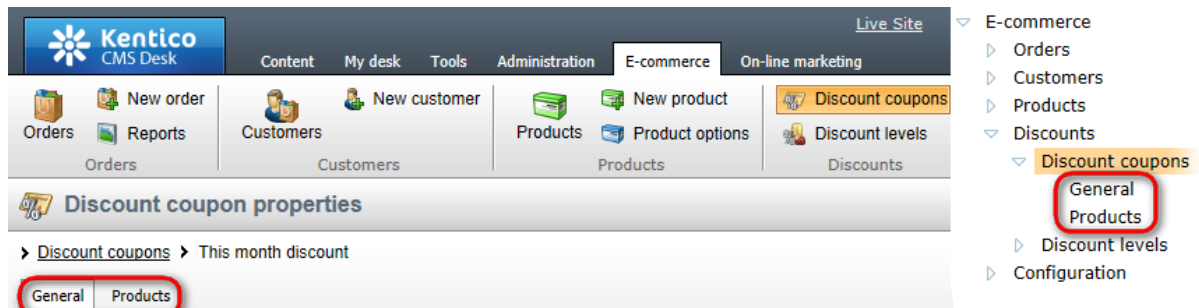 Live Site
Kentico
CMS Desk
Content My desk Tools Administration E-commerce On-line marketing
New order New customer New product Discount coupons
Orders Reports Customers Products Product options Discount levels
Orders Customers Products Discounts
Discount coupon properties
Discount coupons This month discount
General Products
E-commerce
Orders
Customers
Products
Discounts
Discount coupons
General
Products
Discount levels
Configuration